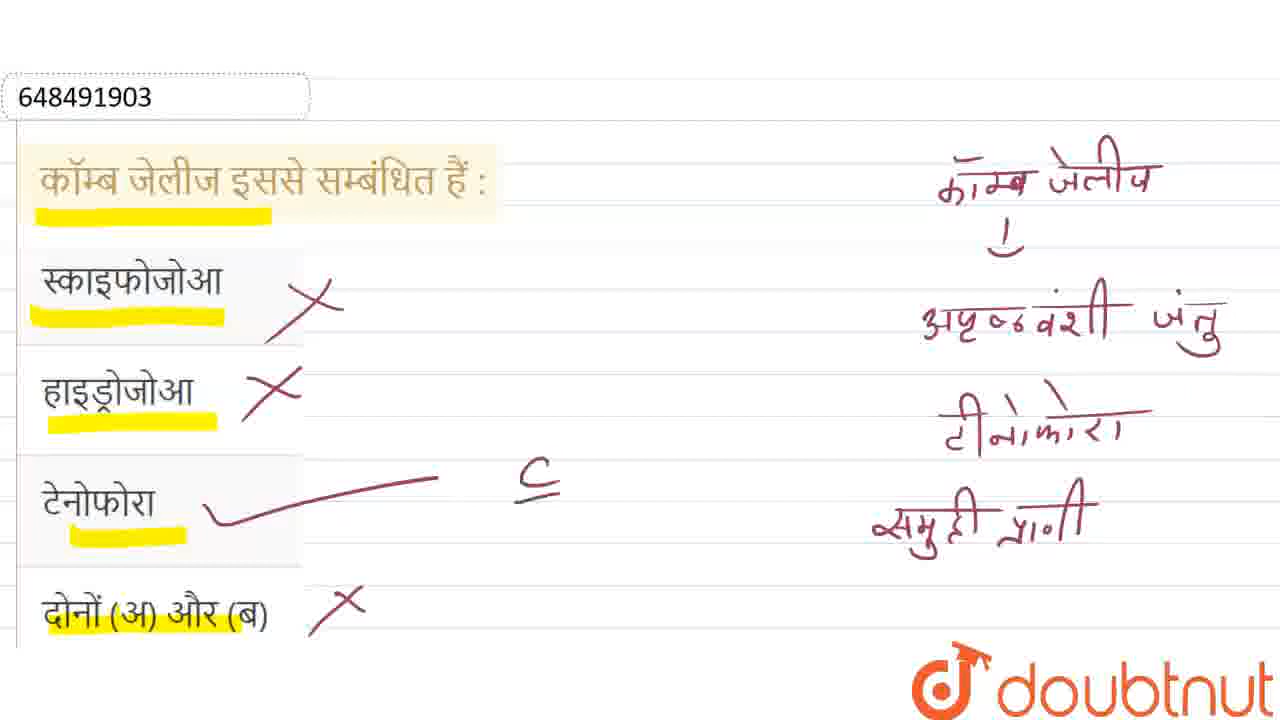 648491903
कॉम्ब जेलीज इससे सम्बंधित हैं :
स्काइफोजोआ
हाइड्रोजोआ
टेनोफोरा
C
दोनों (अ) और (ब)
कॉम्ब जेलीज
अपृष्ठवंशी जंतु
टीनोफोरा
समुही प्राणी
doubtnut